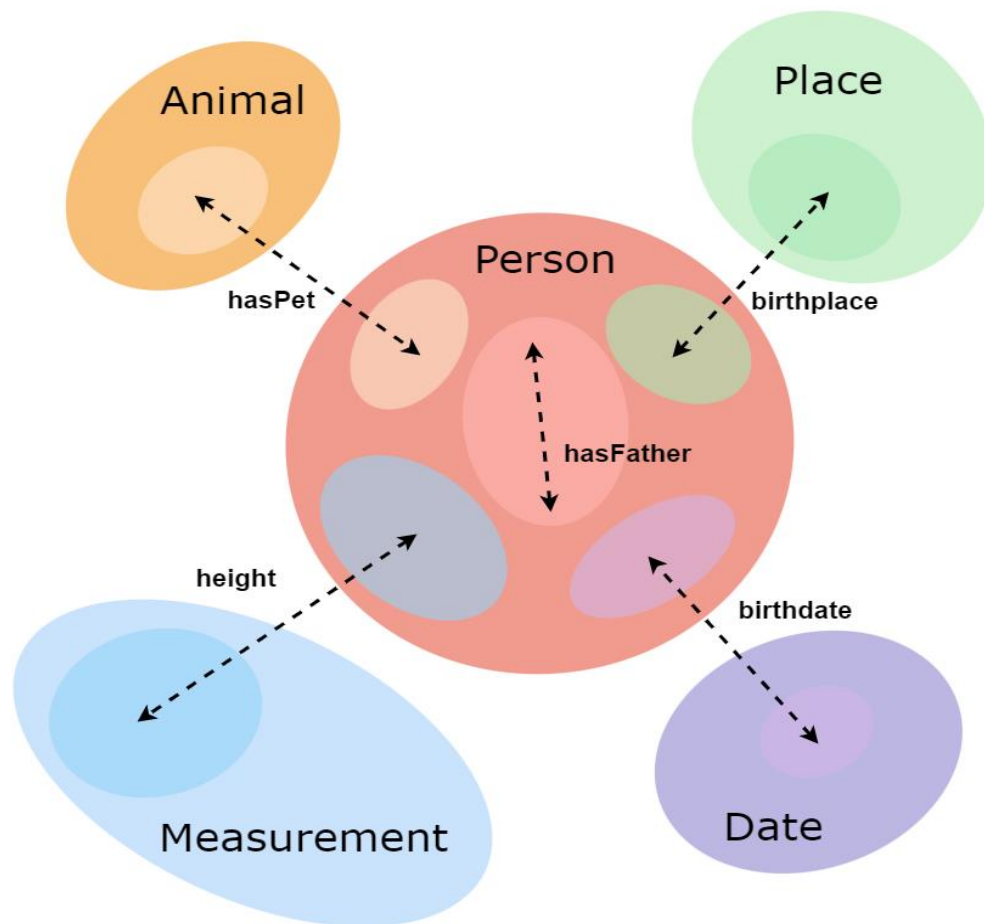 Animal
Place
Person
hasPet
birthplace
hasFather
height
birthdate
Measurement
Date